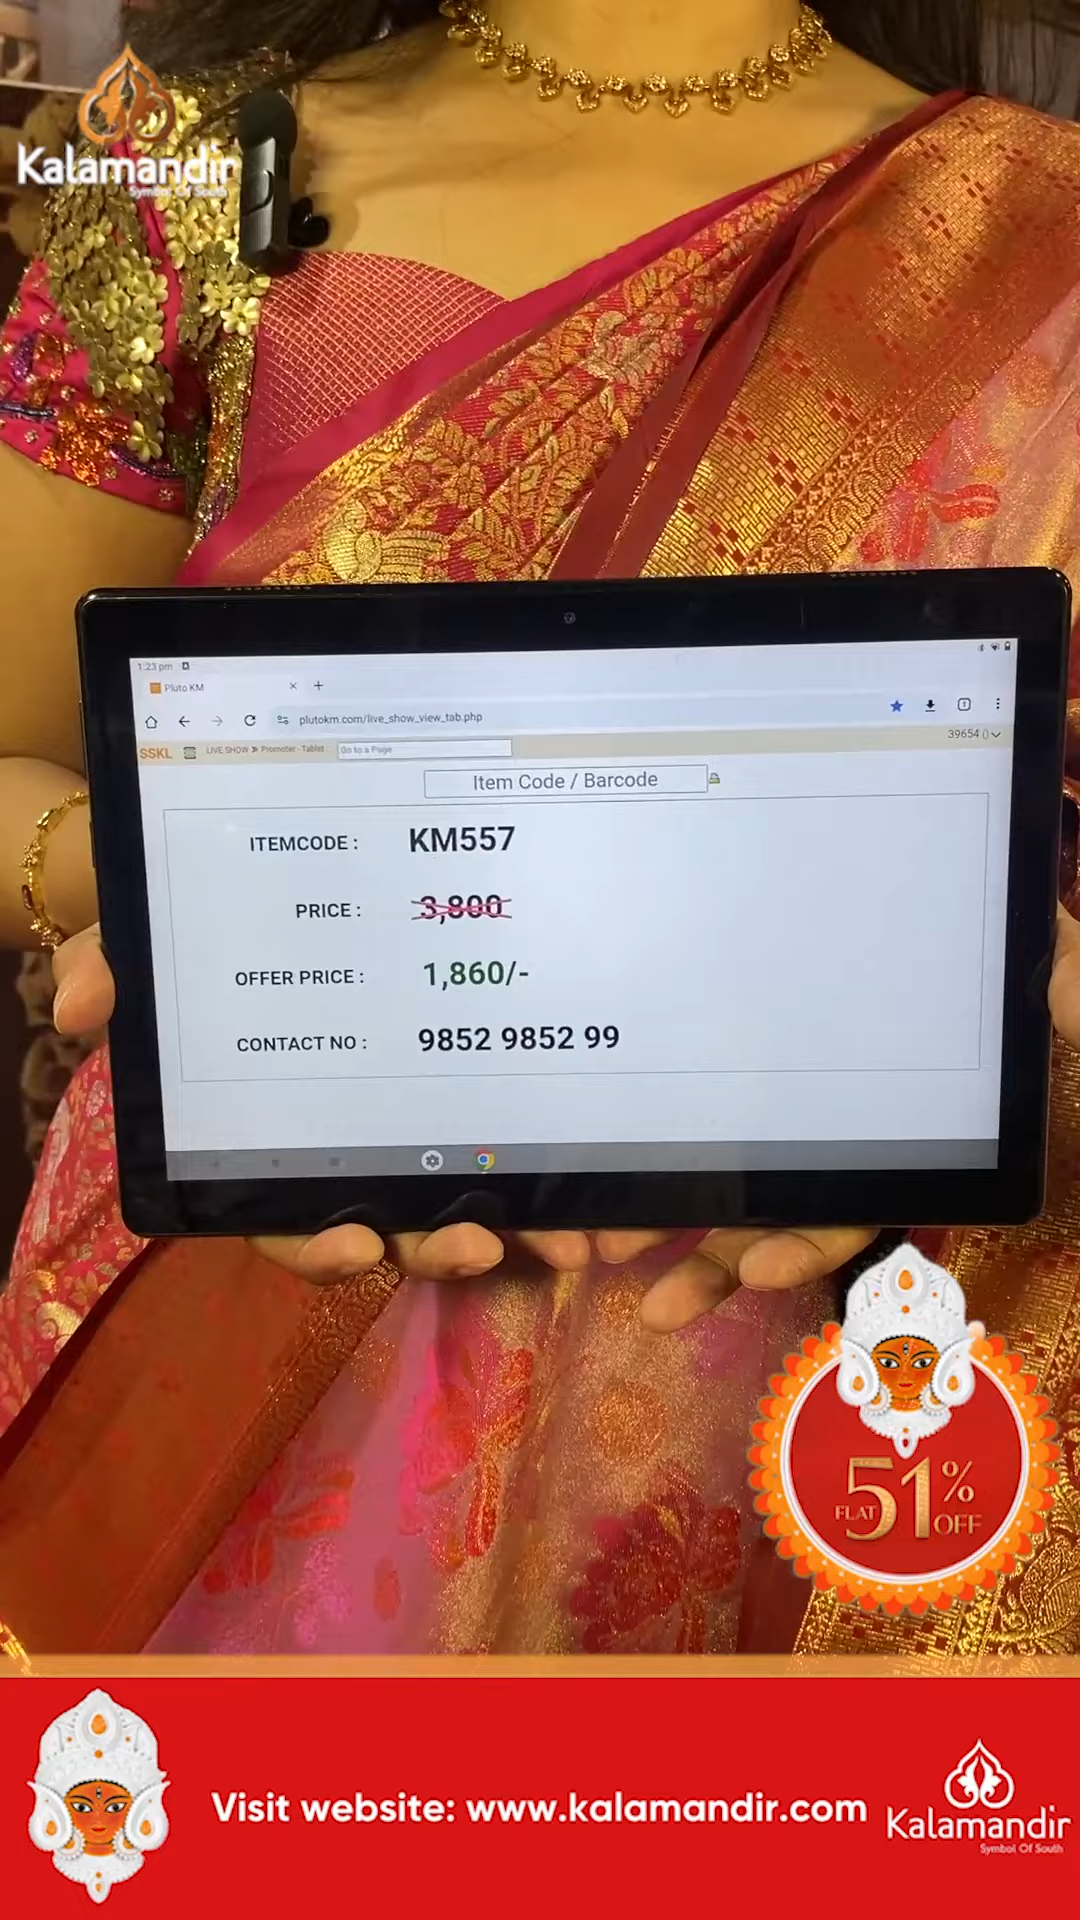 Kalamandir
Symbol Of South
1:23 pm
Pluto KM
plutokm.com/live_show_view_tab.php
39654 ()
SSKL
LIVE SHOW
Promoter - Tablet
Go to a Page
Item Code / Barcode
ITEMCODE :
KM557
PRICE :
3,800
OFFER PRICE :
1,860/-
CONTACT NO :
9852 9852 99
FLAT 51% OFF
Visit website: www.kalamandir.com
Kalamandir
Symbol Of South